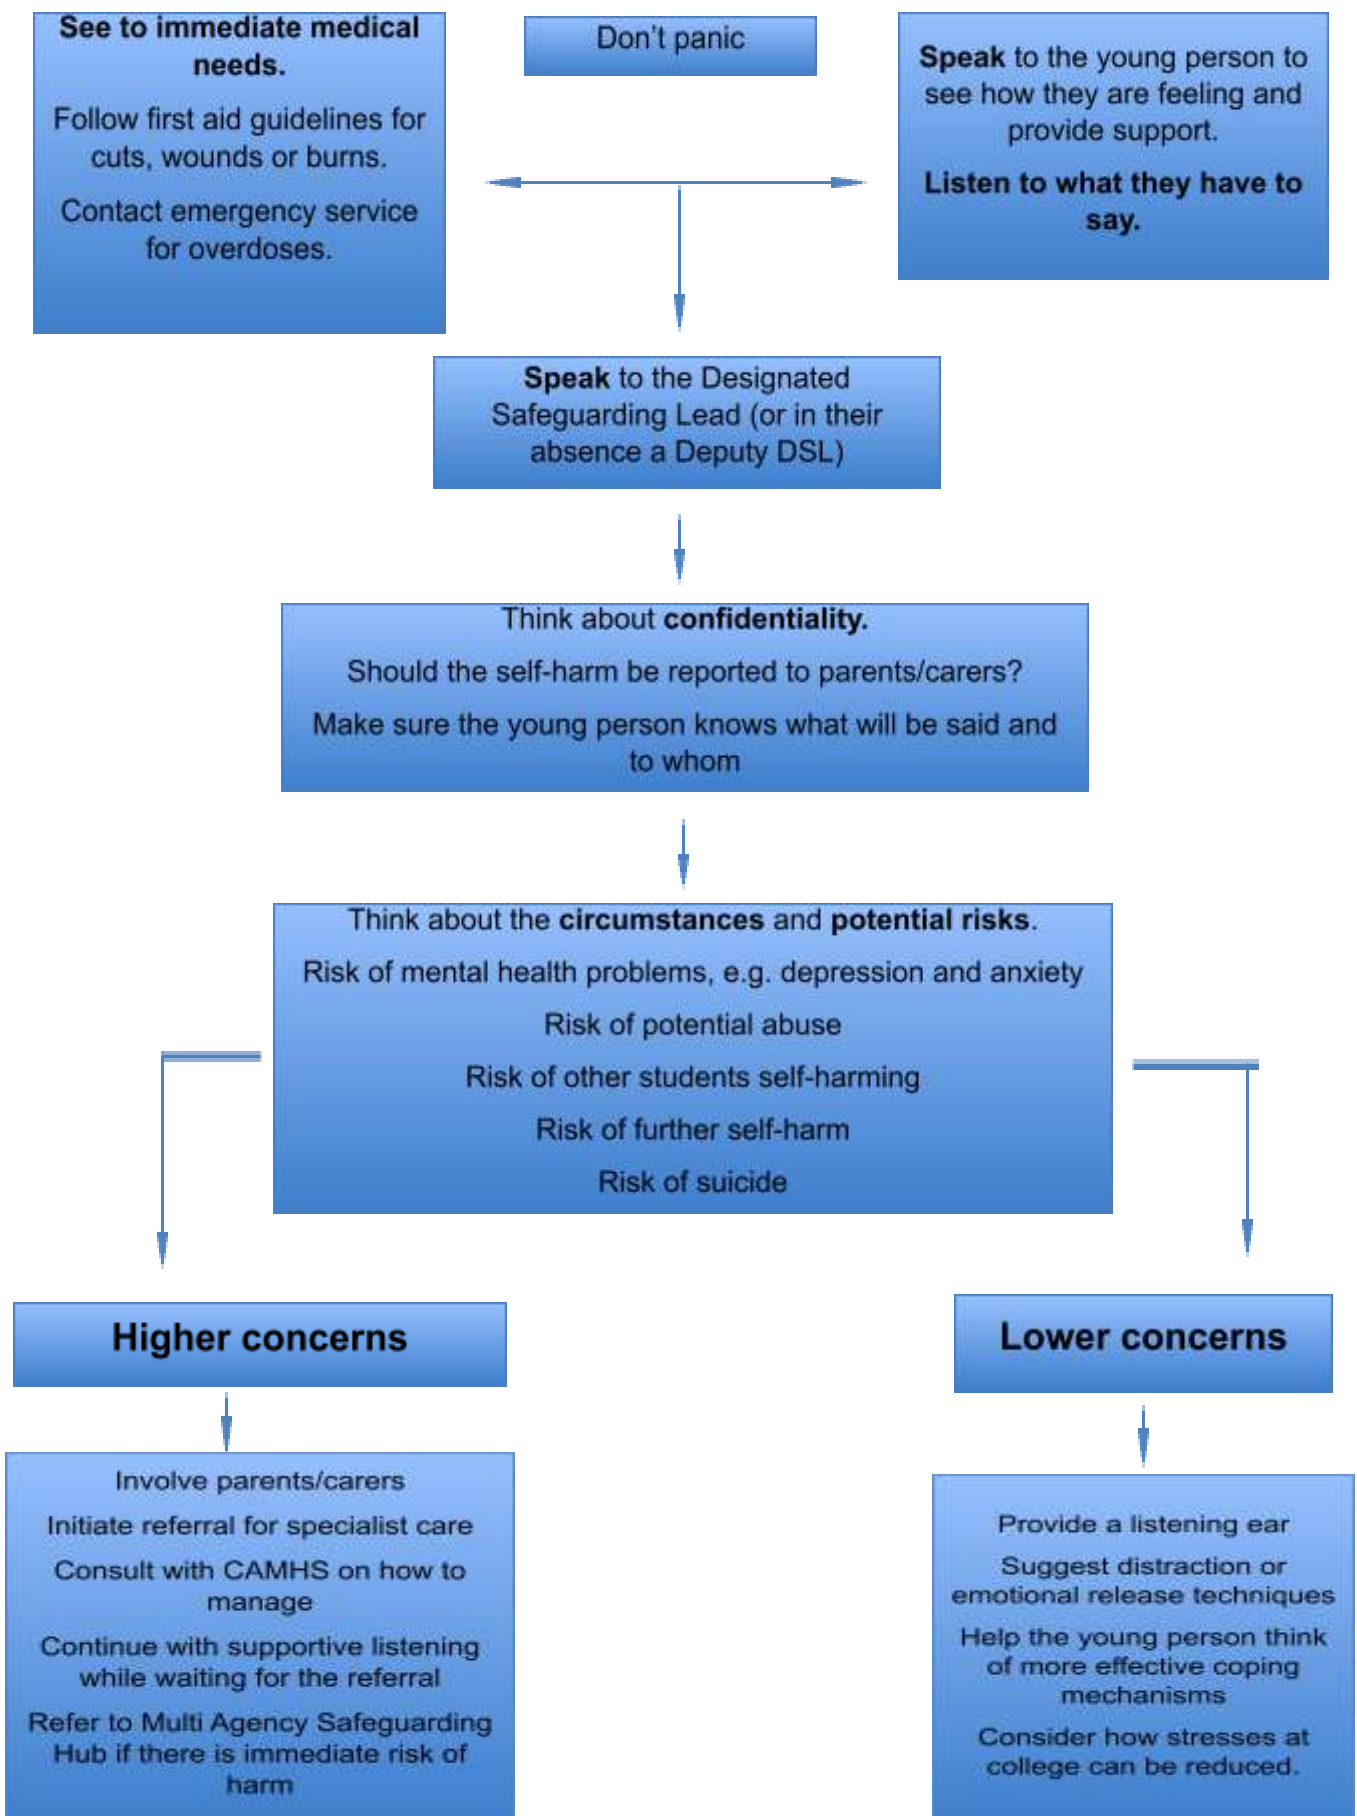 See to immediate medical
needs.
Follow first aid guidelines for
cuts, wounds or burns.
Contact emergency service
for overdoses.
Don't panic
Speak to the young person to
see how they are feeling and
provide support.
Listen to what they have to
say.
Speak to the Designated
Safeguarding Lead (or in their
absence a Deputy DSL)
Think about confidentiality.
Should the self-harm be reported to parents/carers?
Make sure the young person knows what will be said and
to whom
Think about the circumstances and potential risks.
Risk of mental health problems, e.g. depression and anxiety
Risk of potential abuse
Risk of other students self-harming
Risk of further self-harm
Risk of suicide
Higher concerns
Involve parents/carers
Initiate referral for specialist care
Consult with CAMHS on how to
manage
Continue with supportive listening
while waiting for the referral
Refer to Multi Agency Safeguarding
Hub if there is immediate risk of
harm
Lower concerns
Provide a listening ear
Suggest distraction or
emotional release techniques
Help the young person think
of more effective coping
mechanisms
Consider how stresses at
college can be reduced.